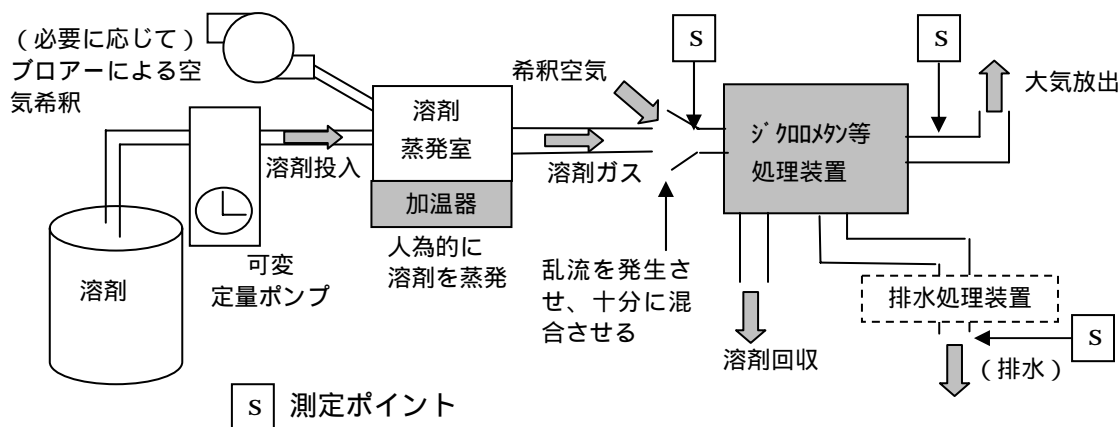 （必要に応じて）
ブロアーによる空
気希釈
溶剤
可変
定量ポンプ
溶剤投入
溶剤
蒸発室
加温器
人為的に
溶剤を蒸発
溶剤ガス
希釈空気
乱流を発生さ
せ、十分に混
合させる
S
ｼﾞｸﾛﾛﾒﾀﾝ等
処理装置
S
大気放出
溶剤回収
排水処理装置
S
（排水）
S 測定ポイント